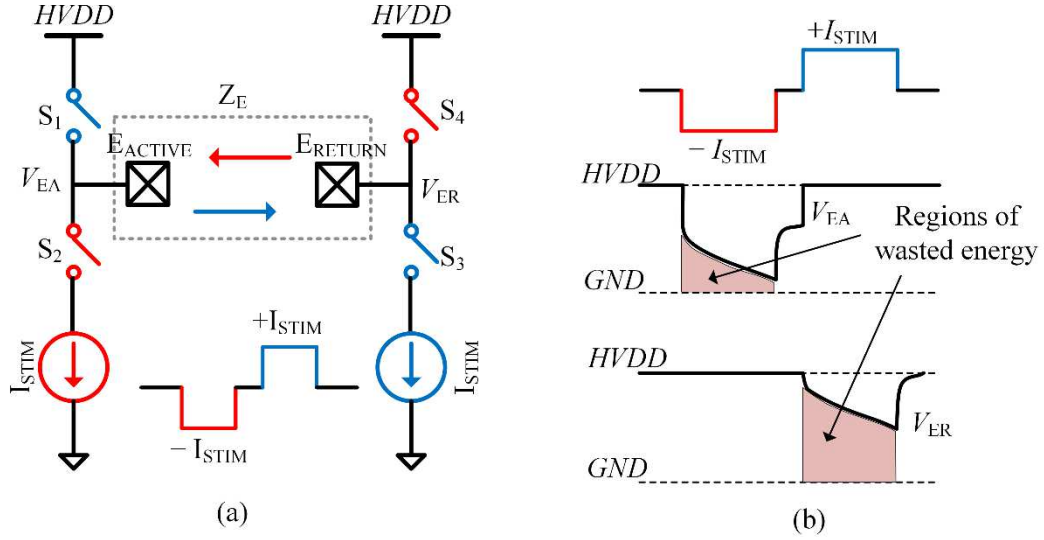 HVDD
HVDD
S1
S4
ZE
EACTIVE
ERETURN
VEA
VER
S2
S3
ISTIM
ISTIM
+ISTIM
− ISTIM
(a)
+ISTIM
− ISTIM
HVDD
VEA
Regions of
wasted energy
GND
HVDD
VER
GND
(b)